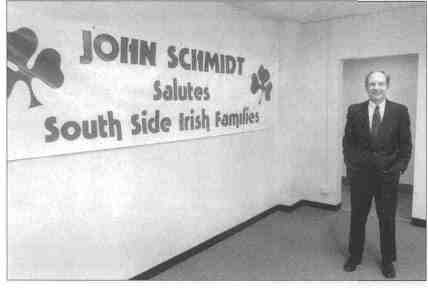 JOHN SCHMIDT
Salutes
South Side Irish Families